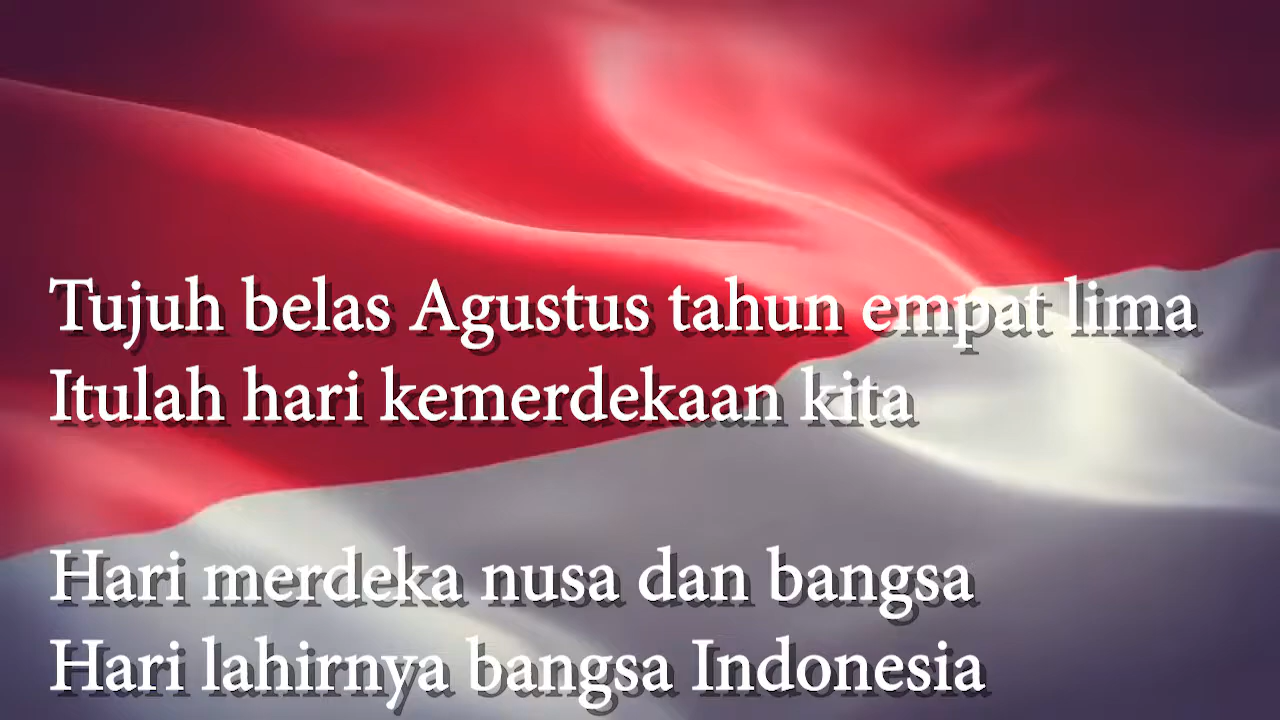 Tujuh belas Agustus tahun empat lima
Itulah hari kemerdekaan kita
Hari merdeka nusa dan bangsa
Hari lahirnya bangsa Indonesia